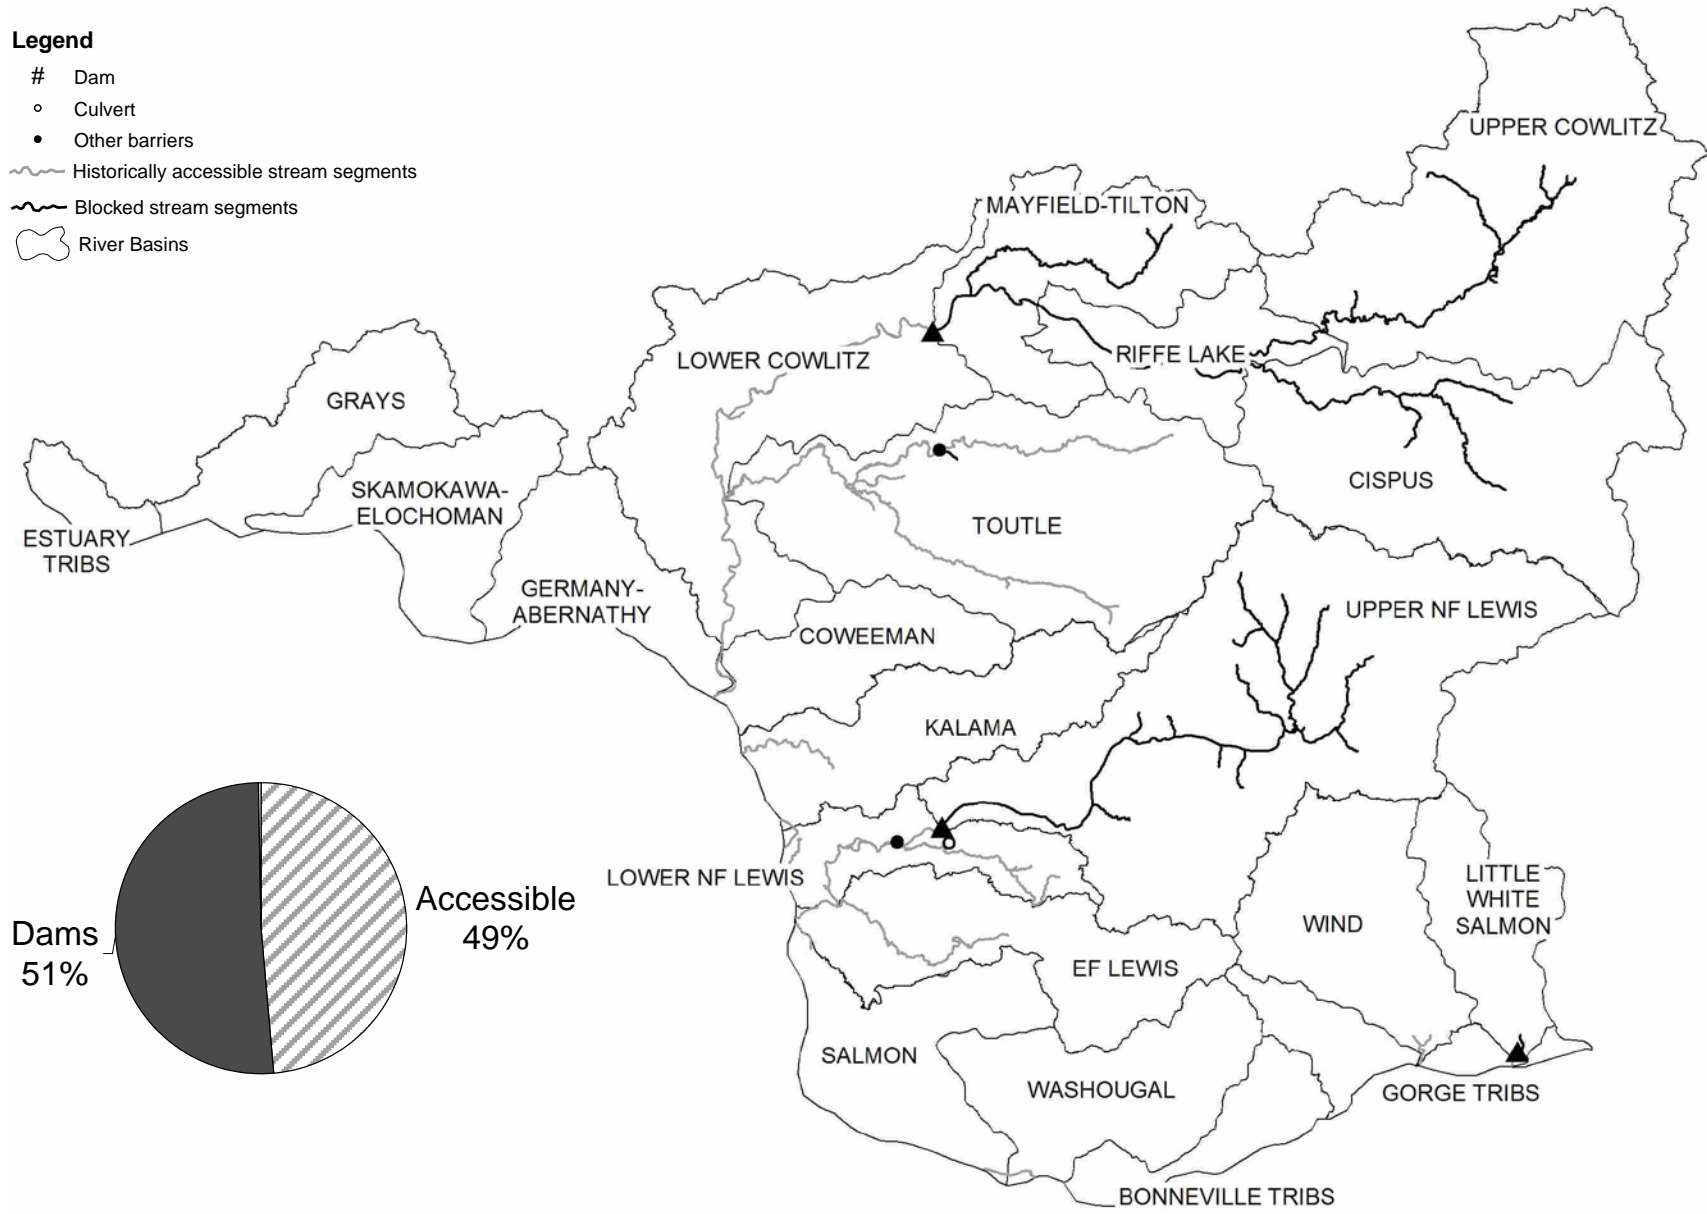 Legend
# Dam
Culvert
Other barriers
Historically accessible stream segments
Blocked stream segments
River Basins
UPPER COWLITZ
MAYFIELD-TILTON
RIFFE LAKE
LOWER COWLITZ
GRAYS
CISPUS
SKAMOKAWA-
ELOCHOMAN
TOUTLE
ESTUARY
TRIBS
GERMANY-
ABERNATHY
UPPER NF LEWIS
COWEEMAN
KALAMA
LOWER NF LEWIS
LITTLE
WHITE
SALMON
WIND
EF LEWIS
Accessible
49%
Dams
51%
SALMON
WASHOUGAL
GORGE TRIBS
BONNEVILLE TRIBS